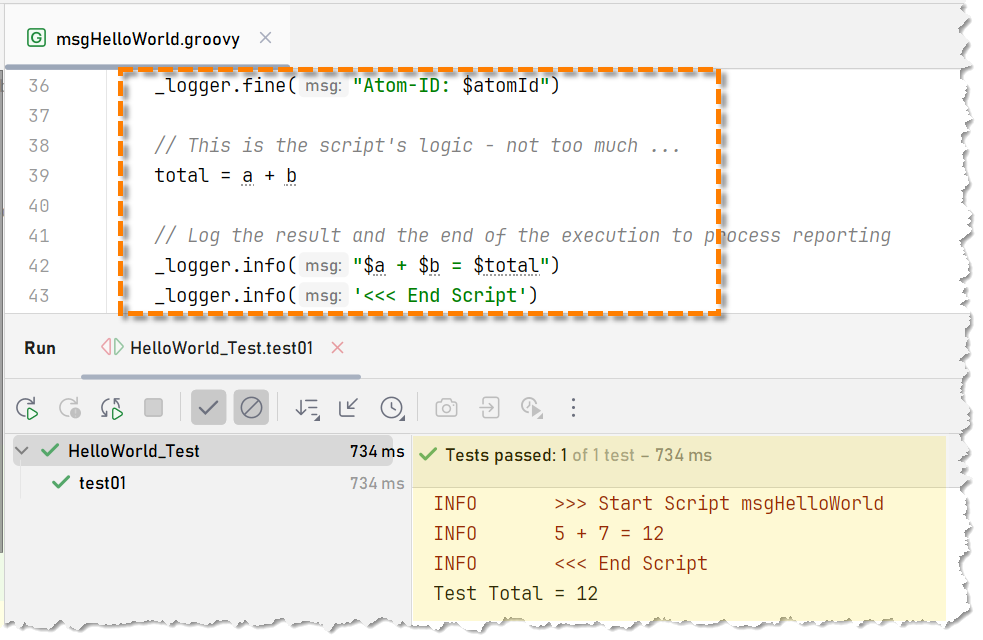 G msgHelloWorld.groovy
36 _logger.fine( msg: "Atom-ID: $atomId")
37
38 // This is the script's logic - not too much ...
39 total = a + b
40
41 // Log the result and the end of the execution to process reporting
42 _logger.info( msg: "$a + $b = $total")
43 _logger.info( msg: '<<< End Script')
Run HelloWorld_Test.test01
HelloWorld_Test 734 ms
test01 734 ms
Tests passed: 1 of 1 test – 734 ms
INFO >>> Start Script msgHelloWorld
INFO 5 + 7 = 12
INFO <<< End Script
Test Total = 12